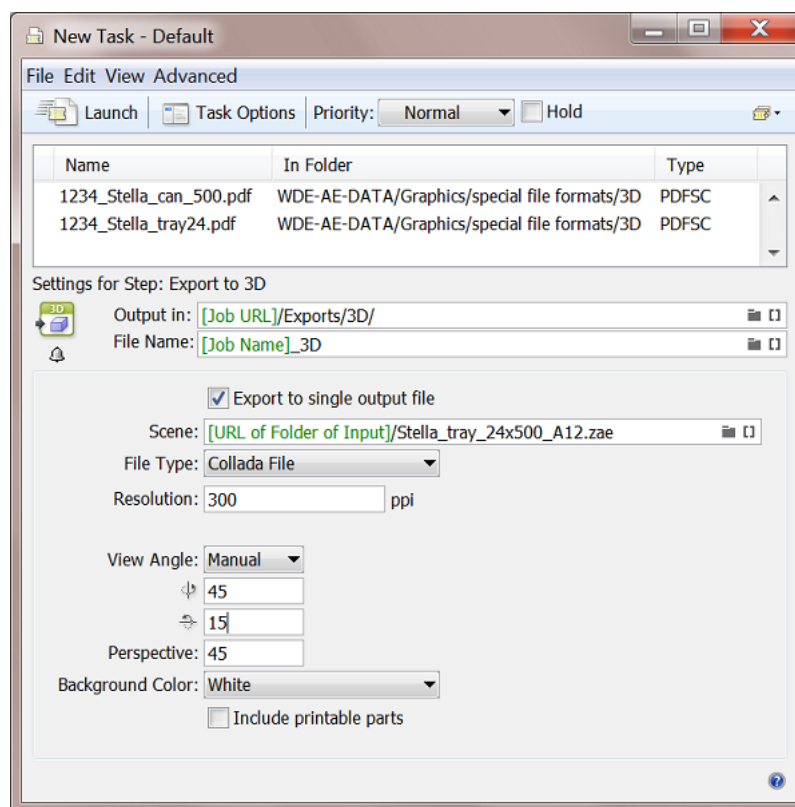 New Task - Default
File Edit View Advanced
Launch Task Options Priority: Normal Hold
Name In Folder Type
1234_Stella_can_500.pdf WDE-AE-DATA/Graphics/special file formats/3D PDFSC
1234_Stella_tray24.pdf WDE-AE-DATA/Graphics/special file formats/3D PDFSC
Settings for Step: Export to 3D
3D
Output in: [Job URL]/Exports/3D/
File Name: [Job Name]_3D
Export to single output file
Scene: [URL of Folder of Input]/Stella_tray_24x500_A12.zae
File Type: Collada File
Resolution: 300 ppi
View Angle: Manual
45
15
Perspective: 45
Background Color: White
Include printable parts